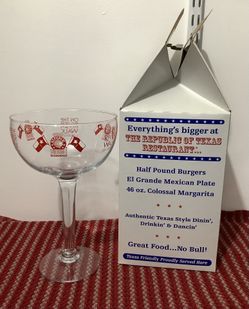 Everything's bigger at
THE REPUBLIC OF TEXAS
RESTAURANT...
Half Pound Burgers
El Grande Mexican Plate
46 oz. Colossal Margarita
Authentic Texas Style Dinin',
Drinkin' & Dancin'
Great Food...No Bull!
Texas Friendly Proudly Served Here